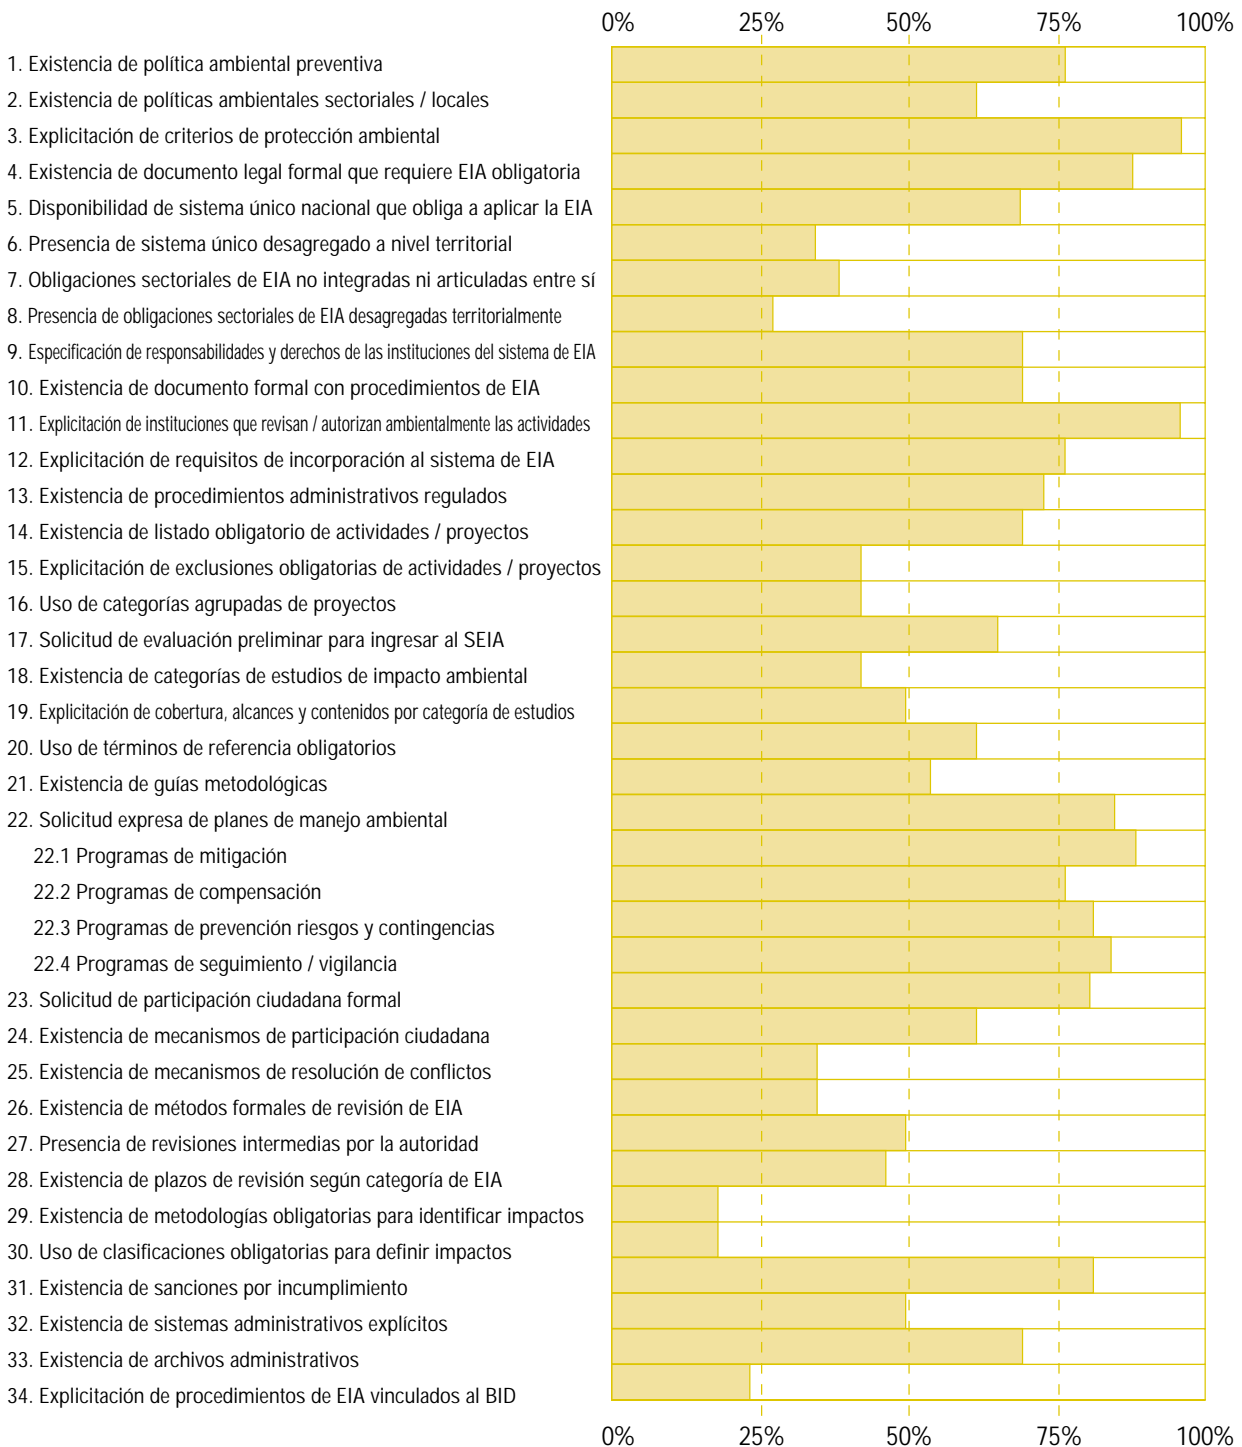 0% 25% 50% 75% 100%
1. Existencia de política ambiental preventiva
2. Existencia de políticas ambientales sectoriales / locales
3. Explicitación de criterios de protección ambiental
4. Existencia de documento legal formal que requiere EIA obligatoria
5. Disponibilidad de sistema único nacional que obliga a aplicar la EIA
6. Presencia de sistema único desagregado a nivel territorial
7. Obligaciones sectoriales de EIA no integradas ni articuladas entre sí
8. Presencia de obligaciones sectoriales de EIA desagregadas territorialmente
9. Especificación de responsabilidades y derechos de las instituciones del sistema de EIA
10. Existencia de documento formal con procedimientos de EIA
11. Explicitación de instituciones que revisan / autorizan ambientalmente las actividades
12. Explicitación de requisitos de incorporación al sistema de EIA
13. Existencia de procedimientos administrativos regulados
14. Existencia de listado obligatorio de actividades / proyectos
15. Explicitación de exclusiones obligatorias de actividades / proyectos
16. Uso de categorías agrupadas de proyectos
17. Solicitud de evaluación preliminar para ingresar al SEIA
18. Existencia de categorías de estudios de impacto ambiental
19. Explicitación de cobertura, alcances y contenidos por categoría de estudios
20. Uso de términos de referencia obligatorios
21. Existencia de guías metodológicas
22. Solicitud expresa de planes de manejo ambiental
22.1 Programas de mitigación
22.2 Programas de compensación
22.3 Programas de prevención riesgos y contingencias
22.4 Programas de seguimiento / vigilancia
23. Solicitud de participación ciudadana formal
24. Existencia de mecanismos de participación ciudadana
25. Existencia de mecanismos de resolución de conflictos
26. Existencia de métodos formales de revisión de EIA
27. Presencia de revisiones intermedias por la autoridad
28. Existencia de plazos de revisión según categoría de EIA
29. Existencia de metodologías obligatorias para identificar impactos
30. Uso de clasificaciones obligatorias para definir impactos
31. Existencia de sanciones por incumplimiento
32. Existencia de sistemas administrativos explícitos
33. Existencia de archivos administrativos
34. Explicitación de procedimientos de EIA vinculados al BID
0% 25% 50% 75% 100%